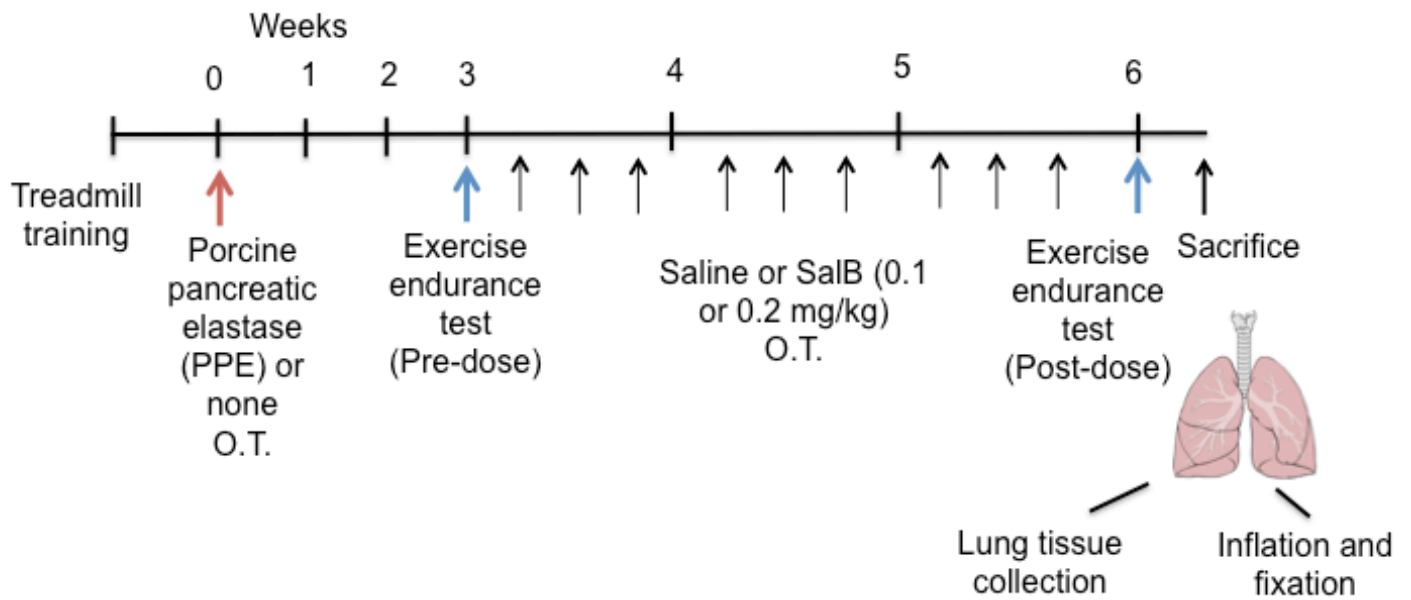 Weeks
0 1 2 3 4 5 6
Treadmill
training
Porcine
pancreatic
elastase
(PPE) or
none
O.T.
Exercise
endurance
test
(Pre-dose)
Saline or SalB (0.1
or 0.2 mg/kg)
O.T.
Exercise
endurance
test
(Post-dose)
Sacrifice
Lung tissue
collection
Inflation and
fixation